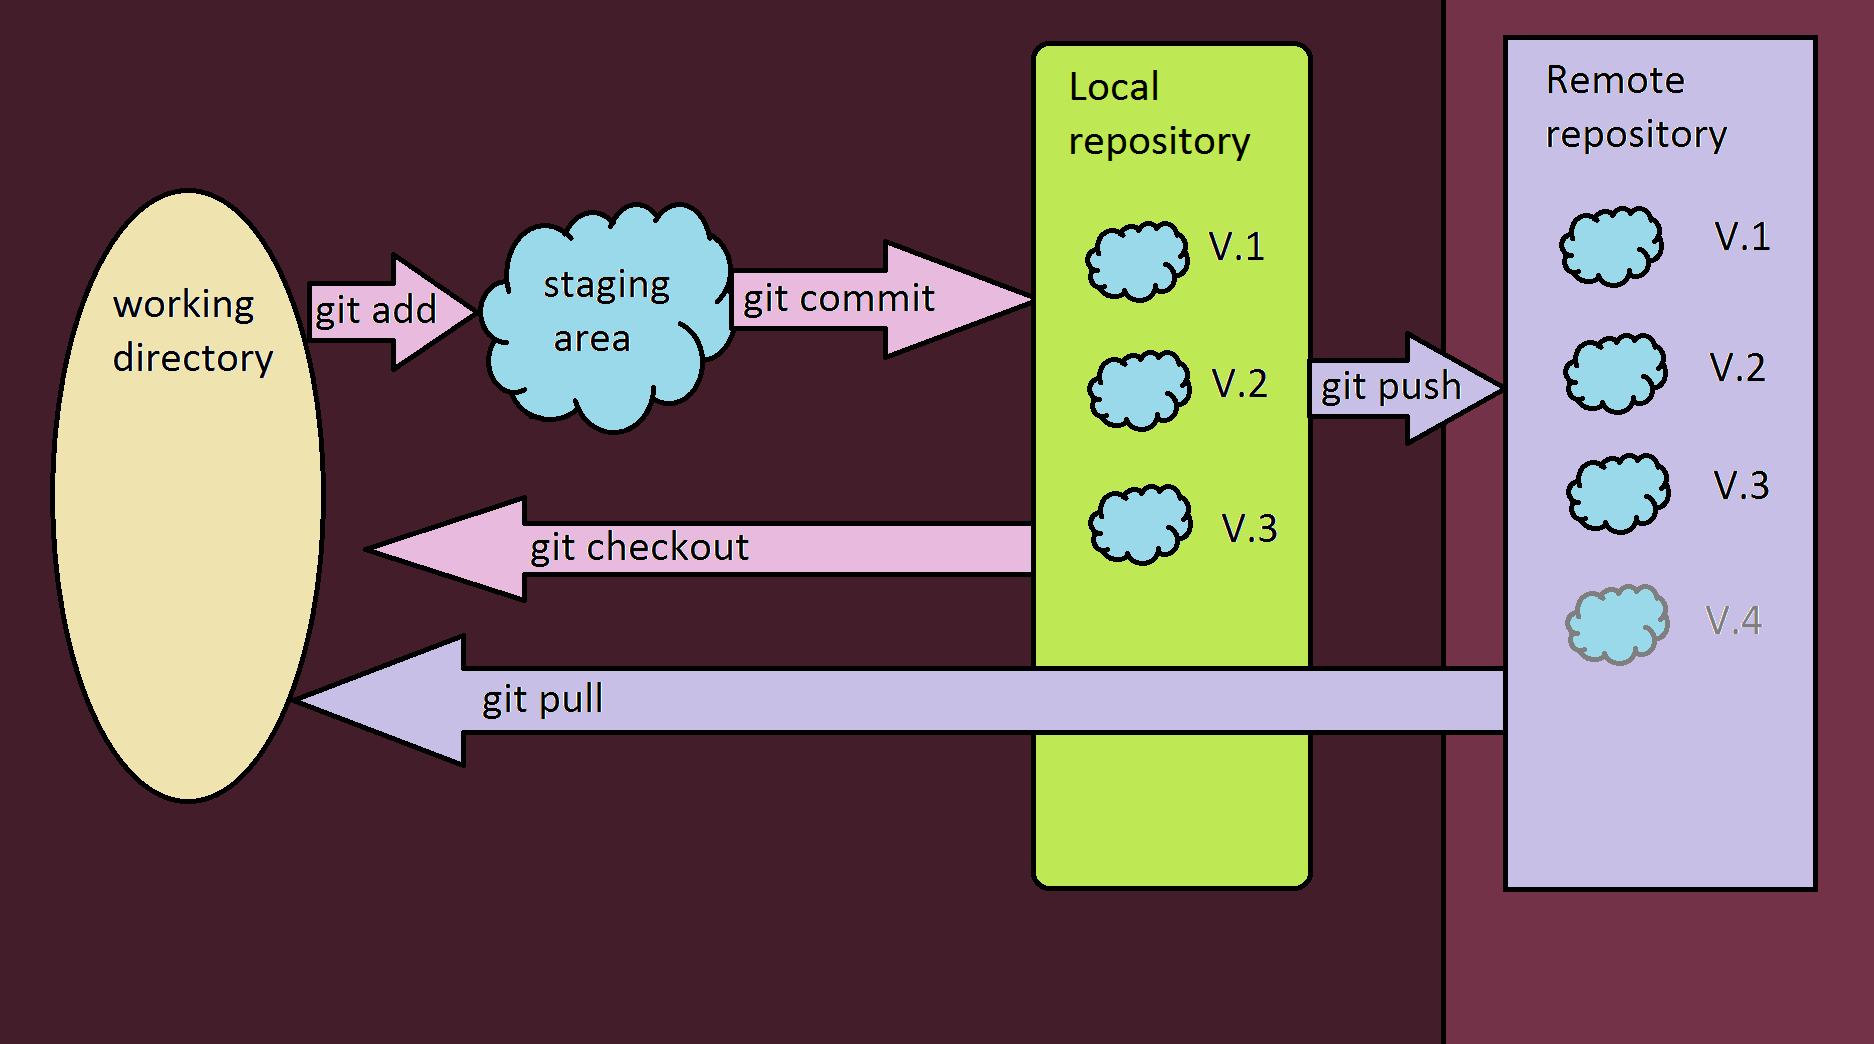 Local
repository
Remote
repository
working
directory
git add
staging
area
git commit
V.1
V.2
V.3
git push
V.1
V.2
V.3
V.4
git checkout
git pull